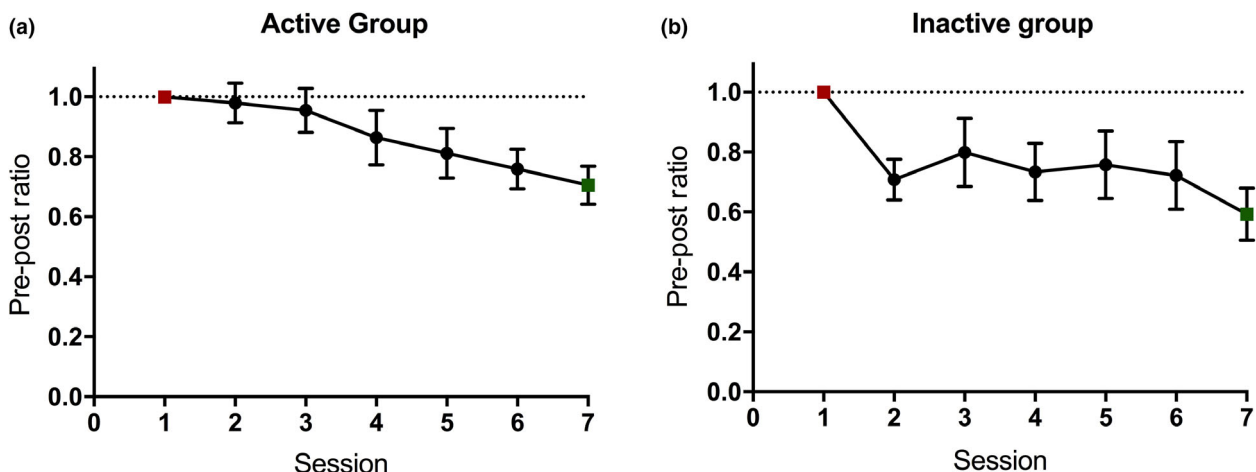 (a)
Active Group
Pre-post ratio
1.0
0.8
0.6
0.4
0.2
0.0
0 1 2 3 4 5 6 7
Session
(b)
Inactive group
Pre-post ratio
1.0
0.8
0.6
0.4
0.2
0.0
0 1 2 3 4 5 6 7
Session